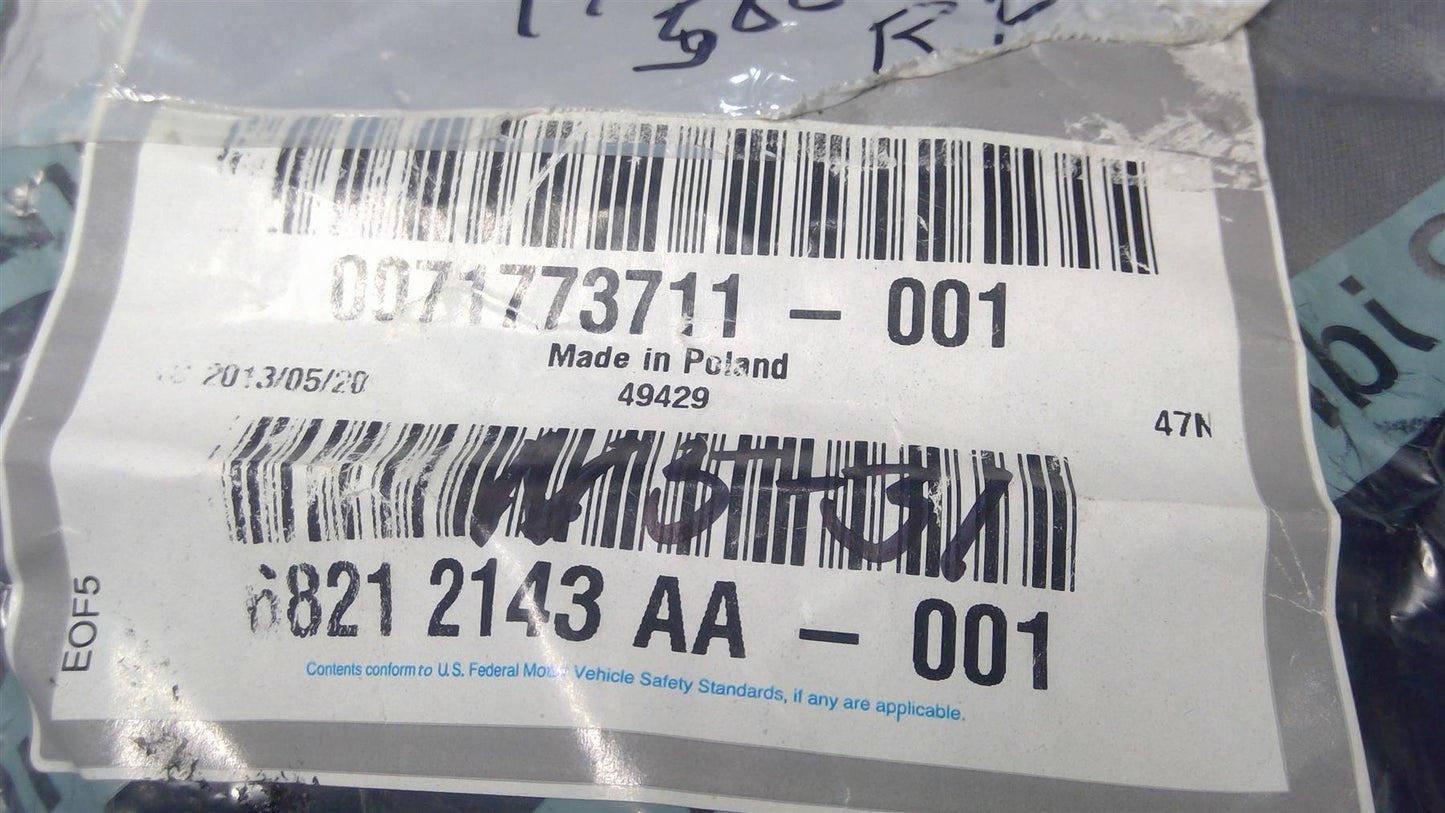 0071773711 – 001
Made in Poland
2013/05/20
49429
47N
6821 2143 AA – 001
EOF5
Contents conform to U.S. Federal Motor Vehicle Safety Standards, if any are applicable.